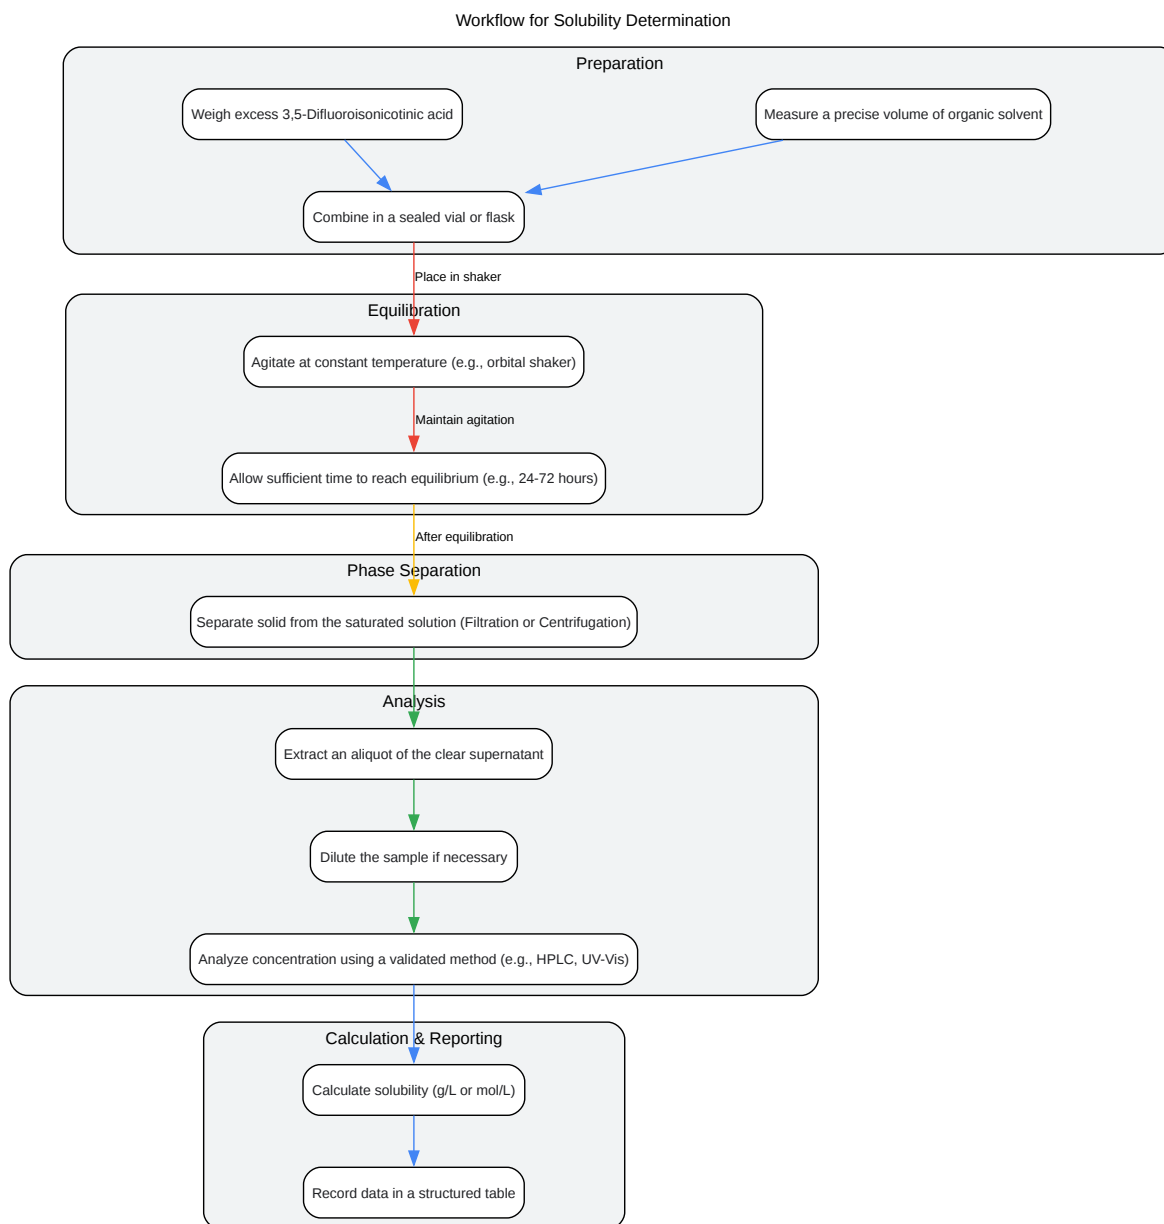 Workflow for Solubility Determination
Preparation
Weigh excess 3,5-Difluoroisonicotinic acid
Measure a precise volume of organic solvent
Combine in a sealed vial or flask
Place in shaker
Equilibration
Agitate at constant temperature (e.g., orbital shaker)
Maintain agitation
Allow sufficient time to reach equilibrium (e.g., 24-72 hours)
After equilibration
Phase Separation
Separate solid from the saturated solution (Filtration or Centrifugation)
Analysis
Extract an aliquot of the clear supernatant
Dilute the sample if necessary
Analyze concentration using a validated method (e.g., HPLC, UV-Vis)
Calculation & Reporting
Calculate solubility (g/L or mol/L)
Record data in a structured table